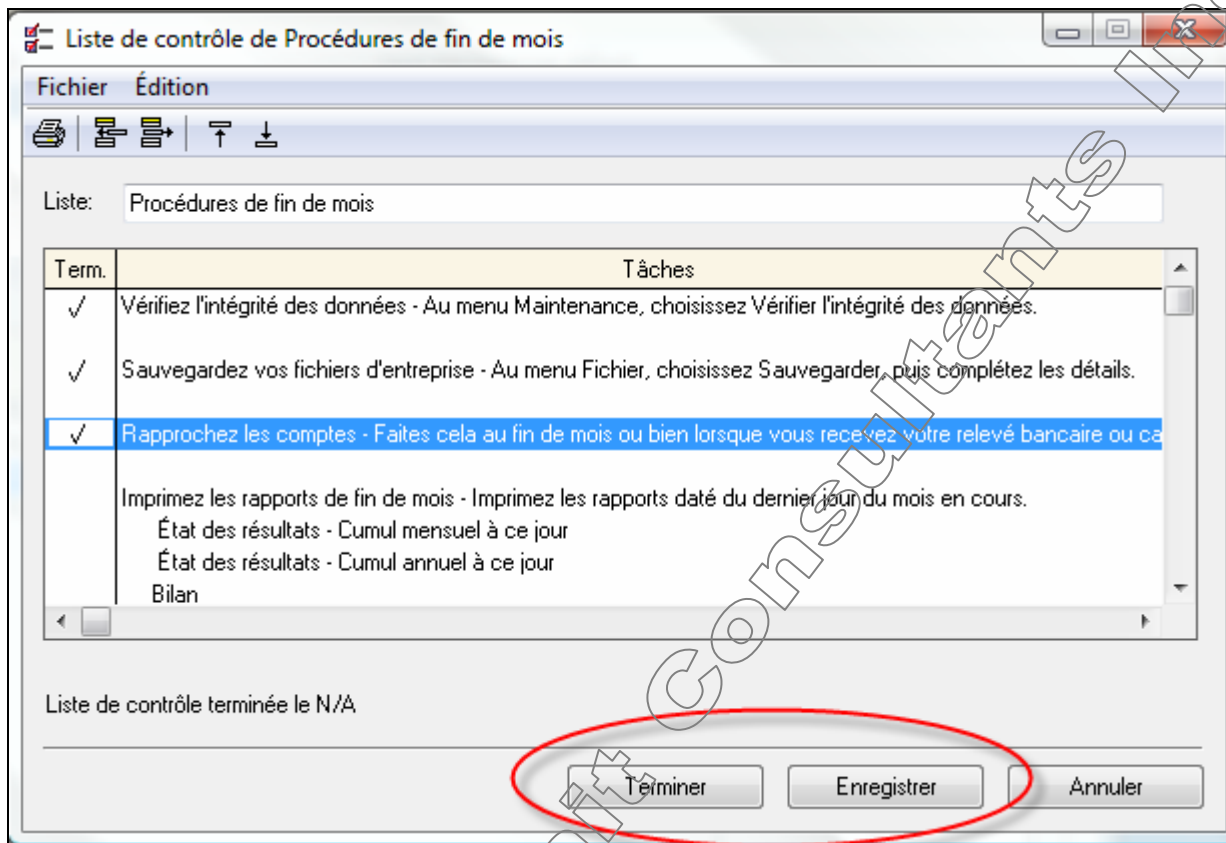 Liste de contrôle de Procédures de fin de mois
Fichier Édition
Liste: Procédures de fin de mois
Term. Tâches
✓ Vérifiez l'intégrité des données - Au menu Maintenance, choisissez Vérifier l'intégrité des données.
✓ Sauvegardez vos fichiers d'entreprise - Au menu Fichier, choisissez Sauvegarder, puis complétez les détails.
✓ Rapprochez les comptes - Faites cela au fin de mois ou bien lorsque vous recevez votre relevé bancaire ou ca
Imprimez les rapports de fin de mois - Imprimez les rapports daté du dernier jour du mois en cours.
État des résultats - Cumul mensuel à ce jour
État des résultats - Cumul annuel à ce jour
Bilan
Liste de contrôle terminée le N/A
Terminer Enregistrer Annuler
Consultants